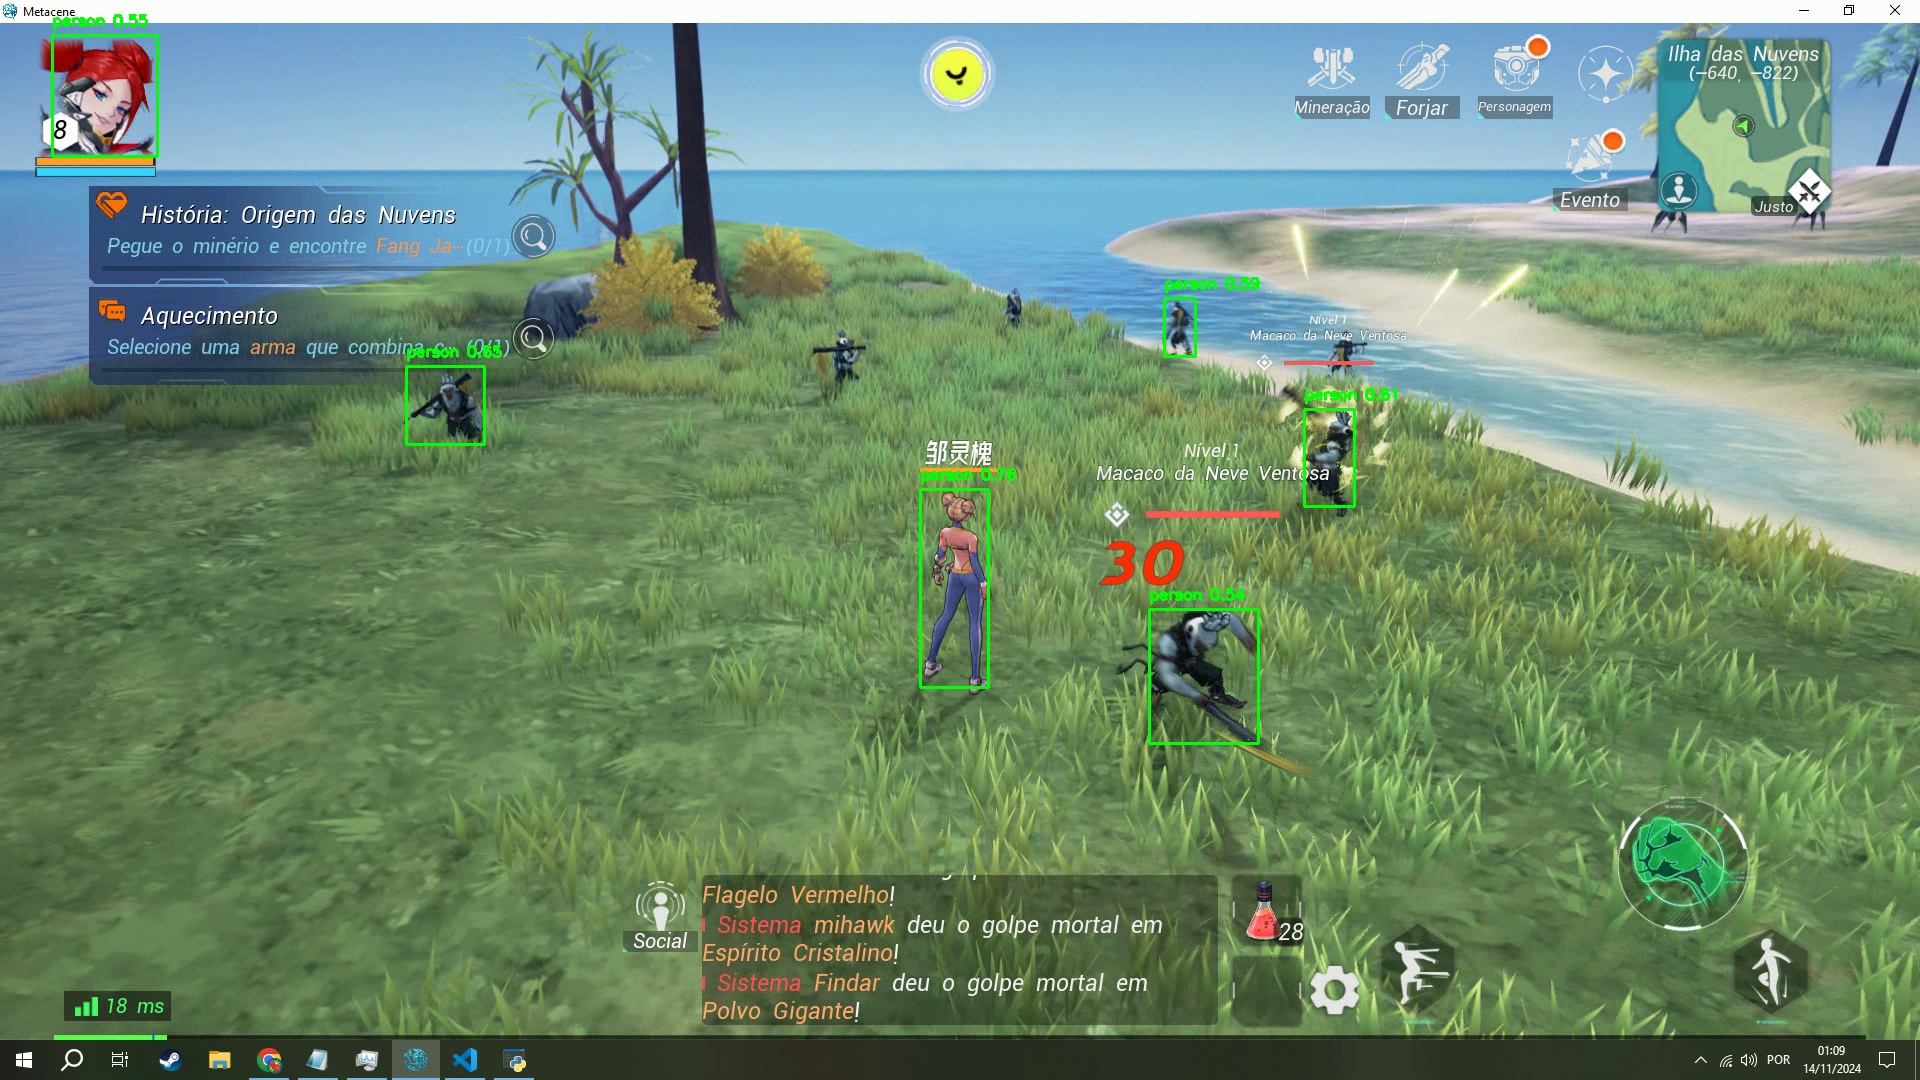 Metacene
person 0.55
8
História: Origem das Nuvens
Pegue o minério e encontre Fang Ja··· (0/1)
Aquecimento
Selecione uma arma que combina c··· (0/1)
person 0.65
Mineração
Forjar
Personagem
Evento
Ilha das Nuvens
(−640, −822)
Justo
person 0.59
Nível 1
Macaco da Neve Ventosa
person 0.61
邹灵槐
person 0.76
Nível 1
Macaco da Neve Ventosa
30
person 0.54
Social
Flagelo Vermelho!
Sistema mihawk deu o golpe mortal em
Espírito Cristalino!
Sistema Findar deu o golpe mortal em
Polvo Gigante!
28
18 ms
POR
01:09
14/11/2024